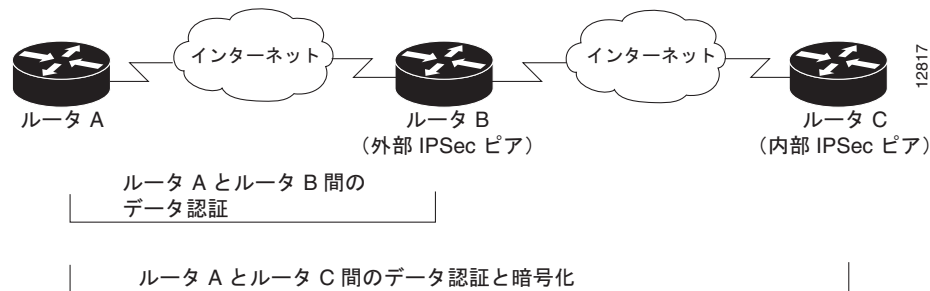 インターネット
インターネット
12817
ルータ A
ルータ B
（外部 IPSec ピア）
ルータ C
（内部 IPSec ピア）
ルータ A とルータ B 間の
データ認証
ルータ A とルータ C 間のデータ認証と暗号化